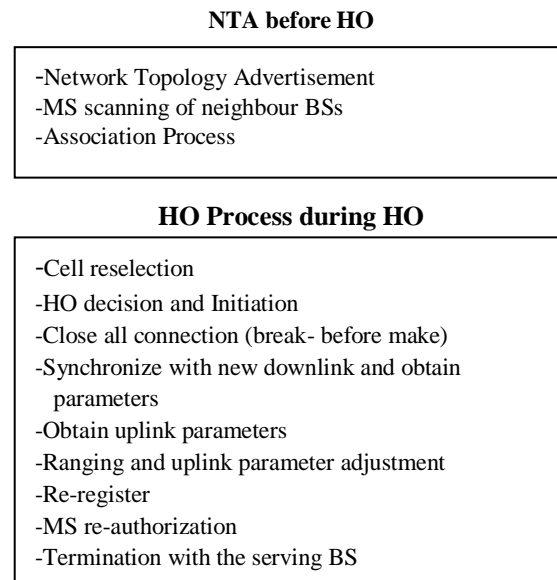 NTA before HO
-Network Topology Advertisement
-MS scanning of neighbour BSs
-Association Process
HO Process during HO
-Cell reselection
-HO decision and Initiation
-Close all connection (break- before make)
-Synchronize with new downlink and obtain
parameters
-Obtain uplink parameters
-Ranging and uplink parameter adjustment
-Re-register
-MS re-authorization
-Termination with the serving BS